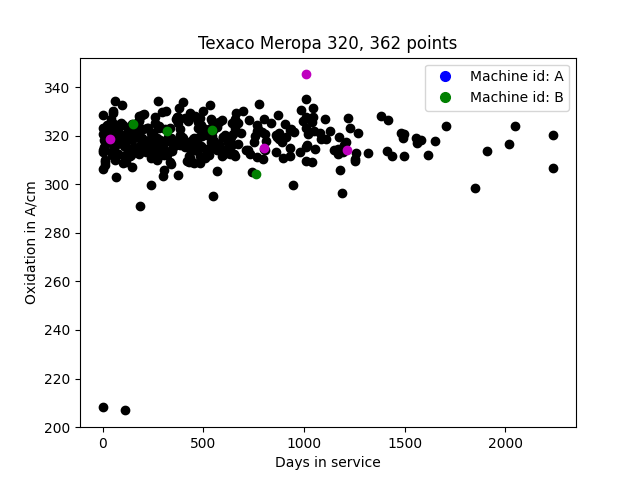 Texaco Meropa 320, 362 points
Machine id: A
Machine id: B
Oxidation in A/cm
340
320
300
280
260
240
220
200
0
500
1000
1500
2000
Days in service